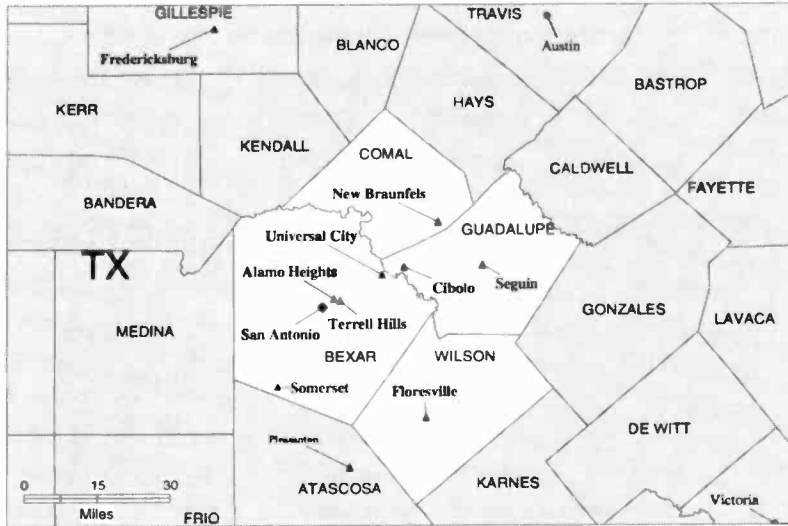 GILLESPIE
TRAVIS
Fredericksburg
BLANCO
Austin
KERR
HAYS
BASTROP
KENDALL
COMAL
CALDWELL
FAYETTE
BANDERA
New Braunfels
GUADALUPE
Universal City
TX
Alamo Heights
Cibolo
Seguin
GONZALES
MEDINA
San Antonio
Terrell Hills
LAVACA
BEXAR
WILSON
Somerset
Floresville
DE WITT
Pleasanton
ATASCOSA
KARNES
0 15 30
Miles
FRIO
Victoria